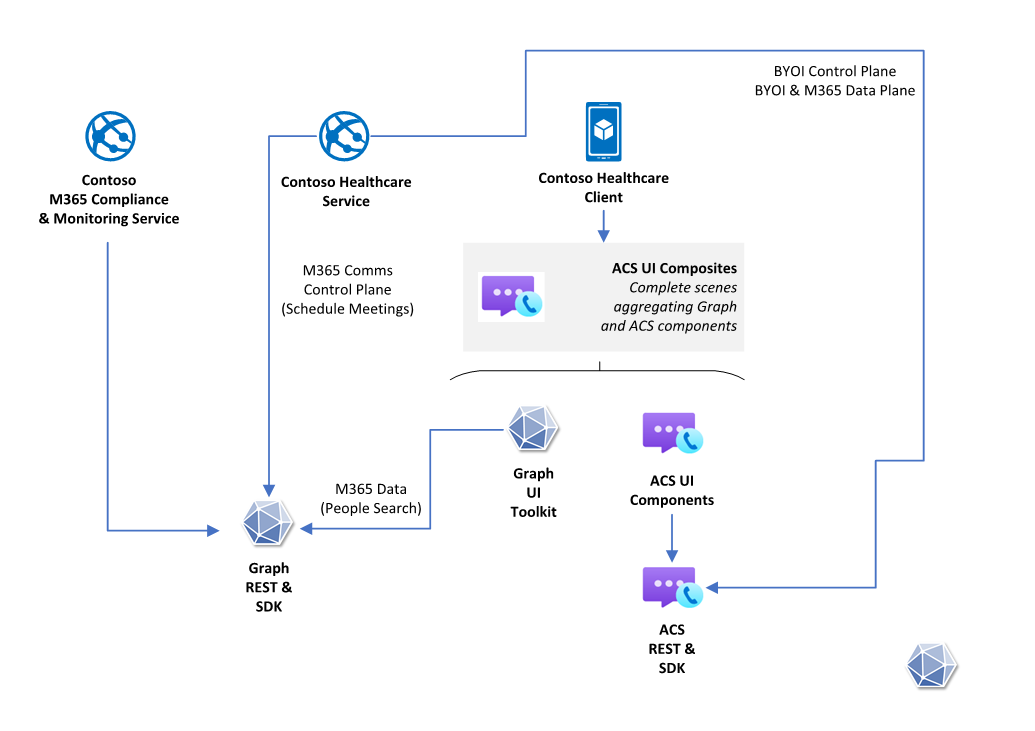 BYOI Control Plane
BYOI & M365 Data Plane
Contoso
M365 Compliance
& Monitoring Service
Contoso Healthcare
Service
Contoso Healthcare
Client
M365 Comms
Control Plane
(Schedule Meetings)
ACS UI Composites
Complete scenes
aggregating Graph
and ACS components
Graph
UI
Toolkit
ACS UI
Components
M365 Data
(People Search)
Graph
REST &
SDK
ACS
REST &
SDK